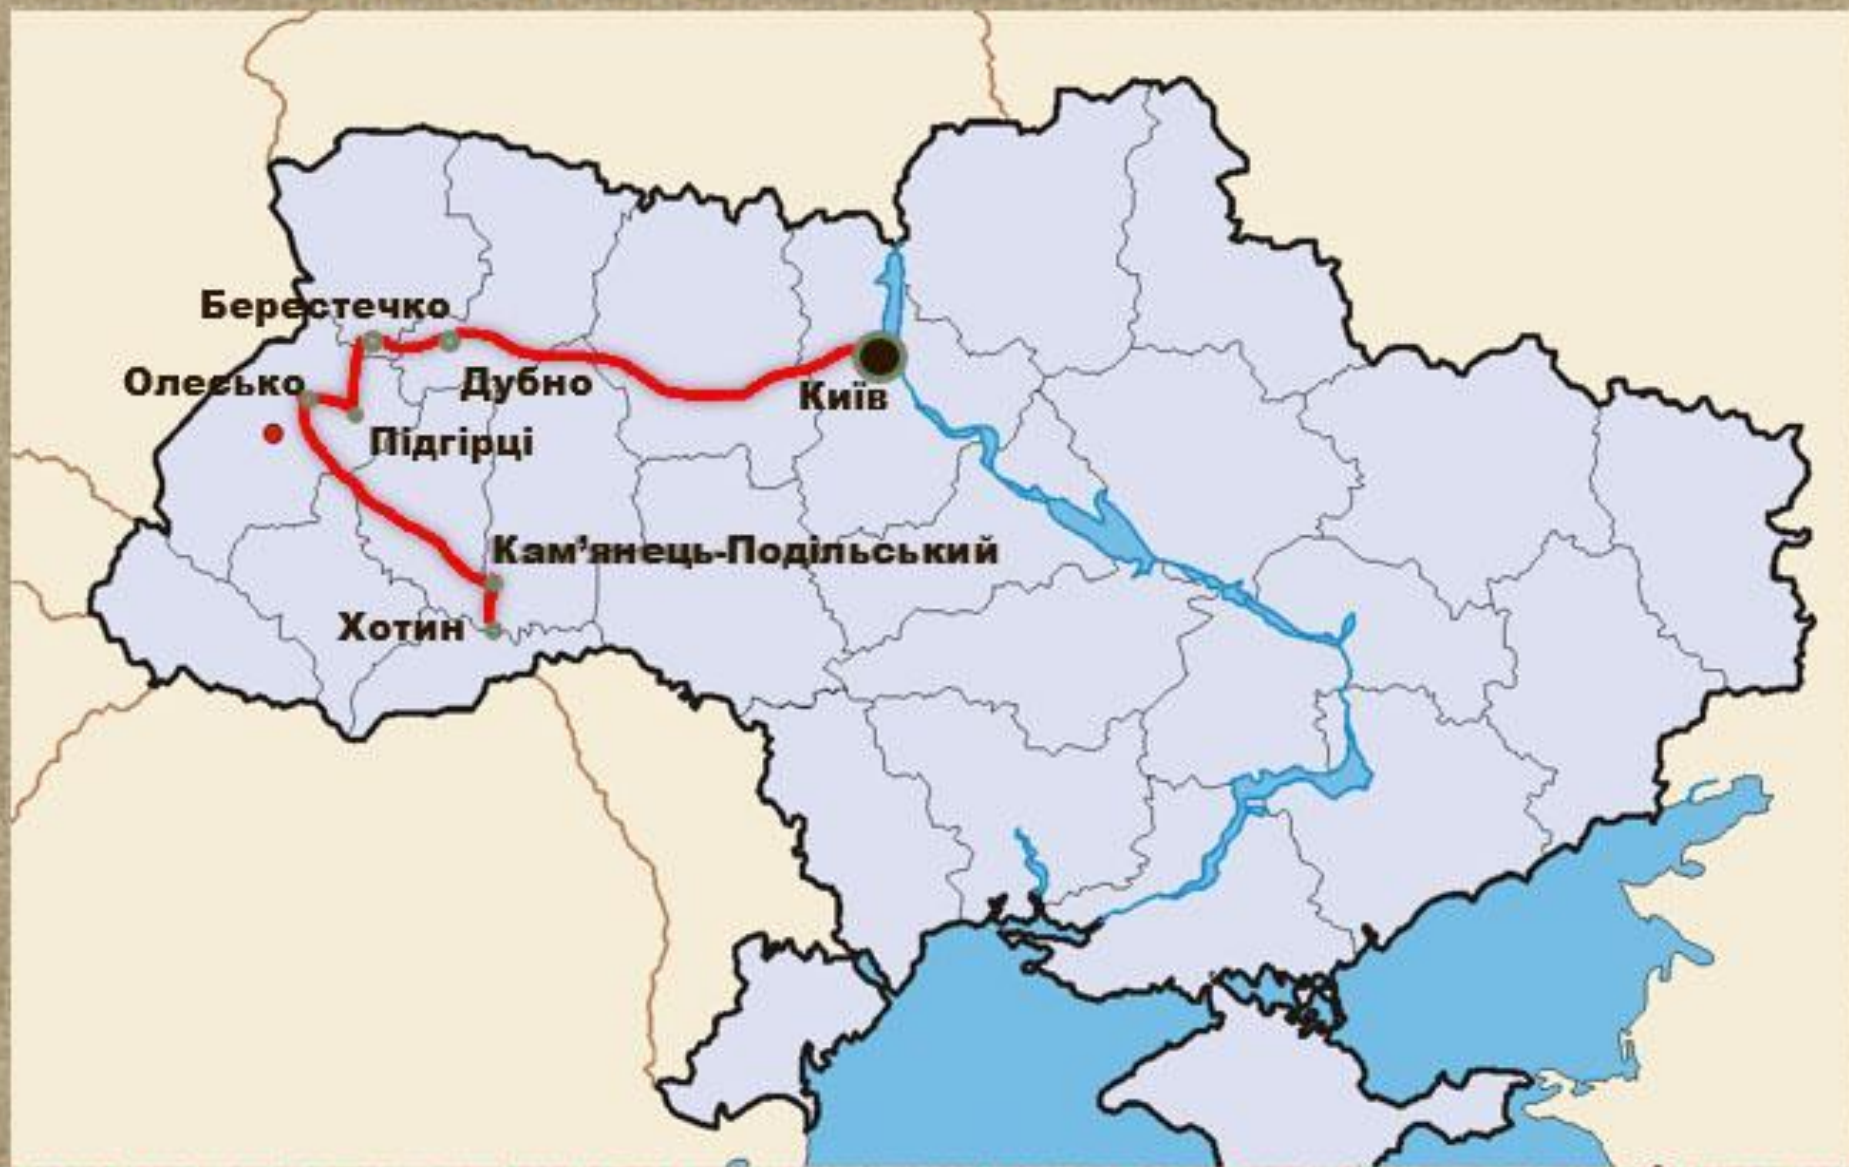 Берестечко
Олесько
Дубно
Київ
Підгірці
Кам’янець-Подільський
Хотин